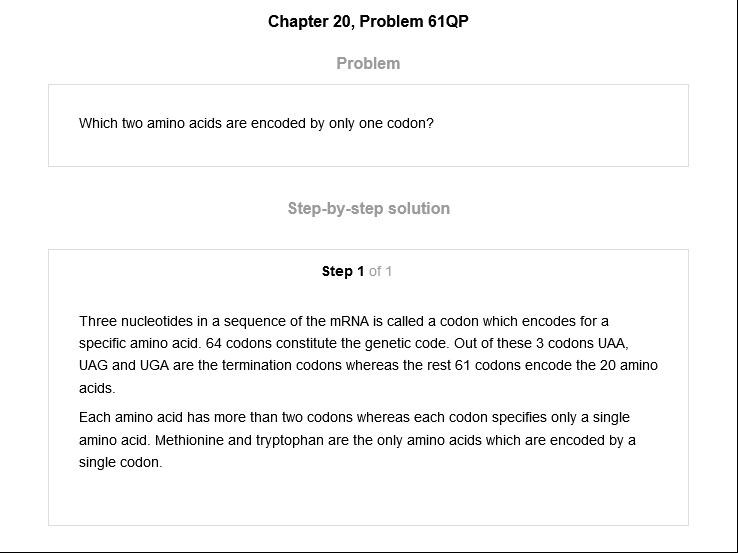 Chapter 20, Problem 61QP
Problem
Which two amino acids are encoded by only one codon?
Step-by-step solution
Step 1 of 1
Three nucleotides in a sequence of the mRNA is called a codon which encodes for a
specific amino acid. 64 codons constitute the genetic code. Out of these 3 codons UAA,
UAG and UGA are the termination codons whereas the rest 61 codons encode the 20 amino
acids.
Each amino acid has more than two codons whereas each codon specifies only a single
amino acid. Methionine and tryptophan are the only amino acids which are encoded by a
single codon.